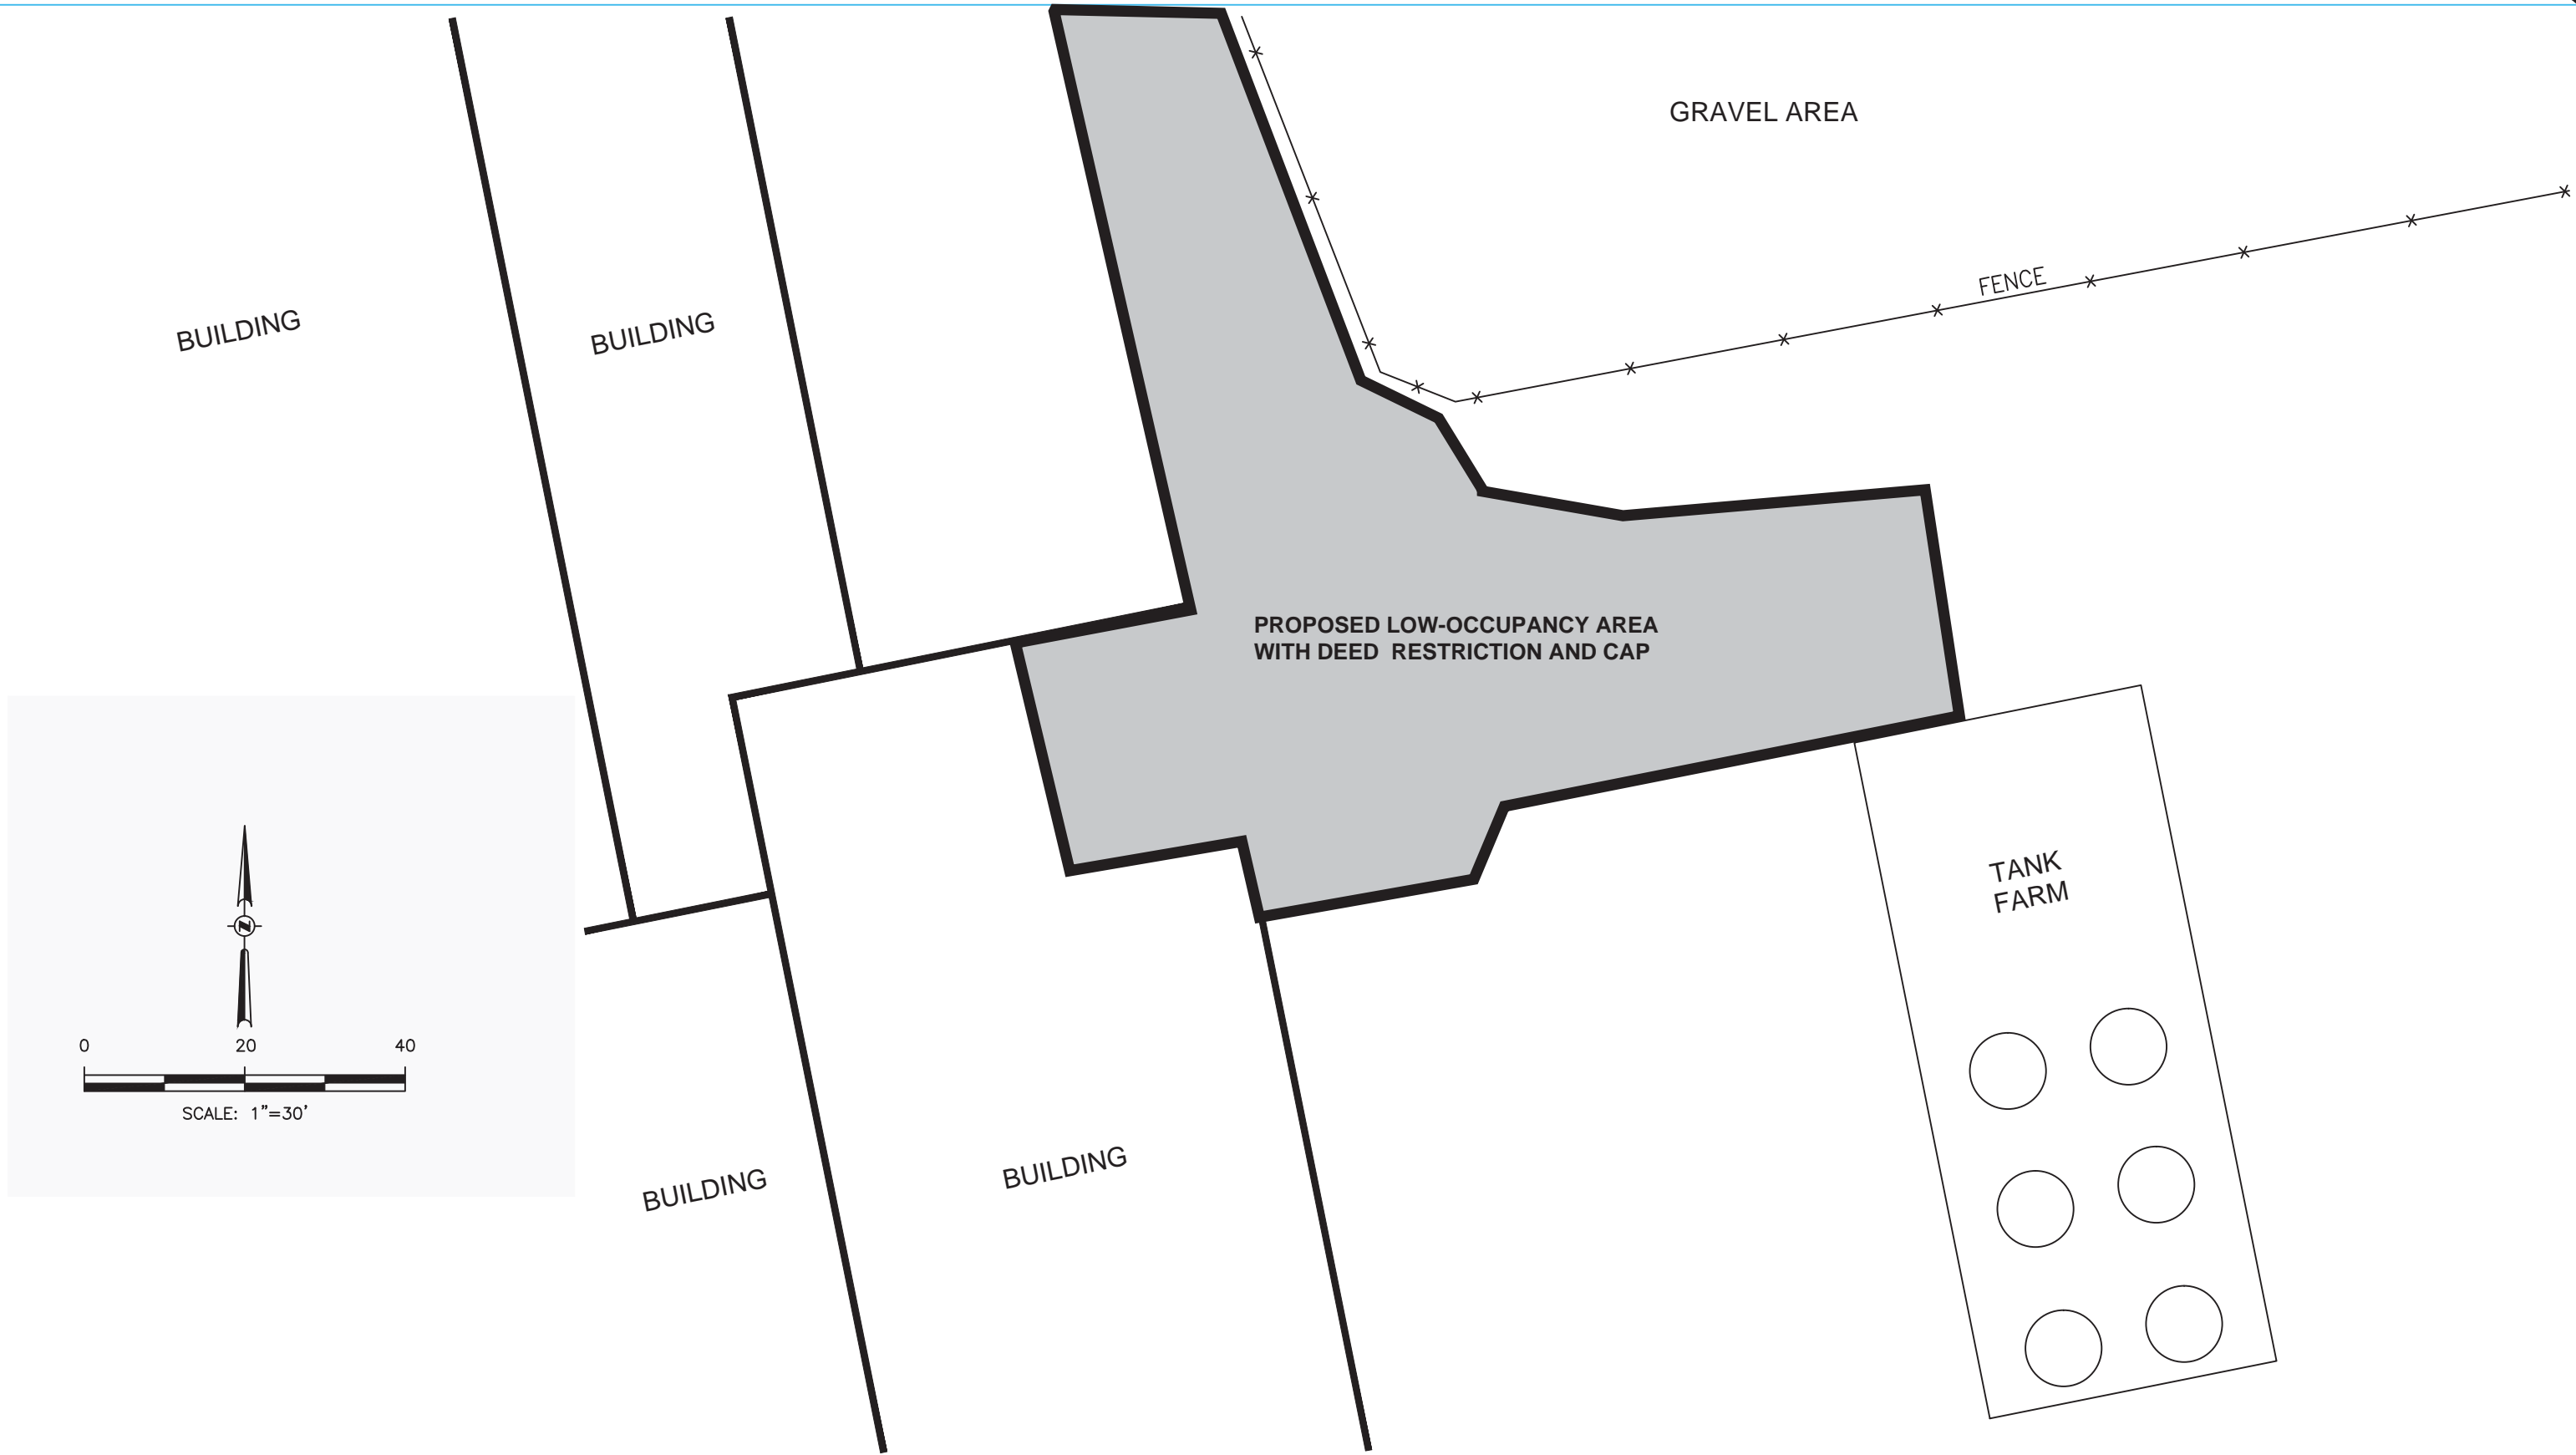 GRAVEL AREA
FENCE
BUILDING
BUILDING
PROPOSED LOW-OCCUPANCY AREA
WITH DEED RESTRICTION AND CAP
TANK
FARM
N
0 20 40
SCALE: 1"=30'
BUILDING
BUILDING